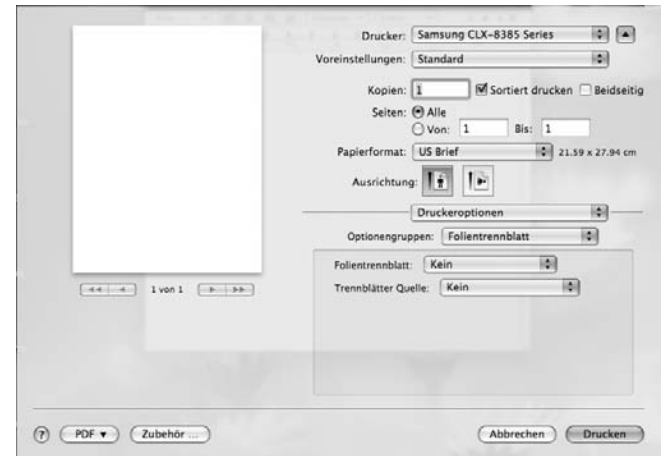 Drucker: Samsung CLX-8385 Series
Voreinstellungen: Standard
Kopien: 1 Sortiert drucken Beidseitig
Seiten: Alle
Von: 1 Bis: 1
Papierformat: US Brief 21.59 x 27.94 cm
Ausrichtung:
Druckeroptionen
Optionengruppen: Folientrennblatt
Folientrennblatt: Kein
Trennblätter Quelle: Kein
1 von 1
? PDF Zubehör ... Abbrechen Drucken